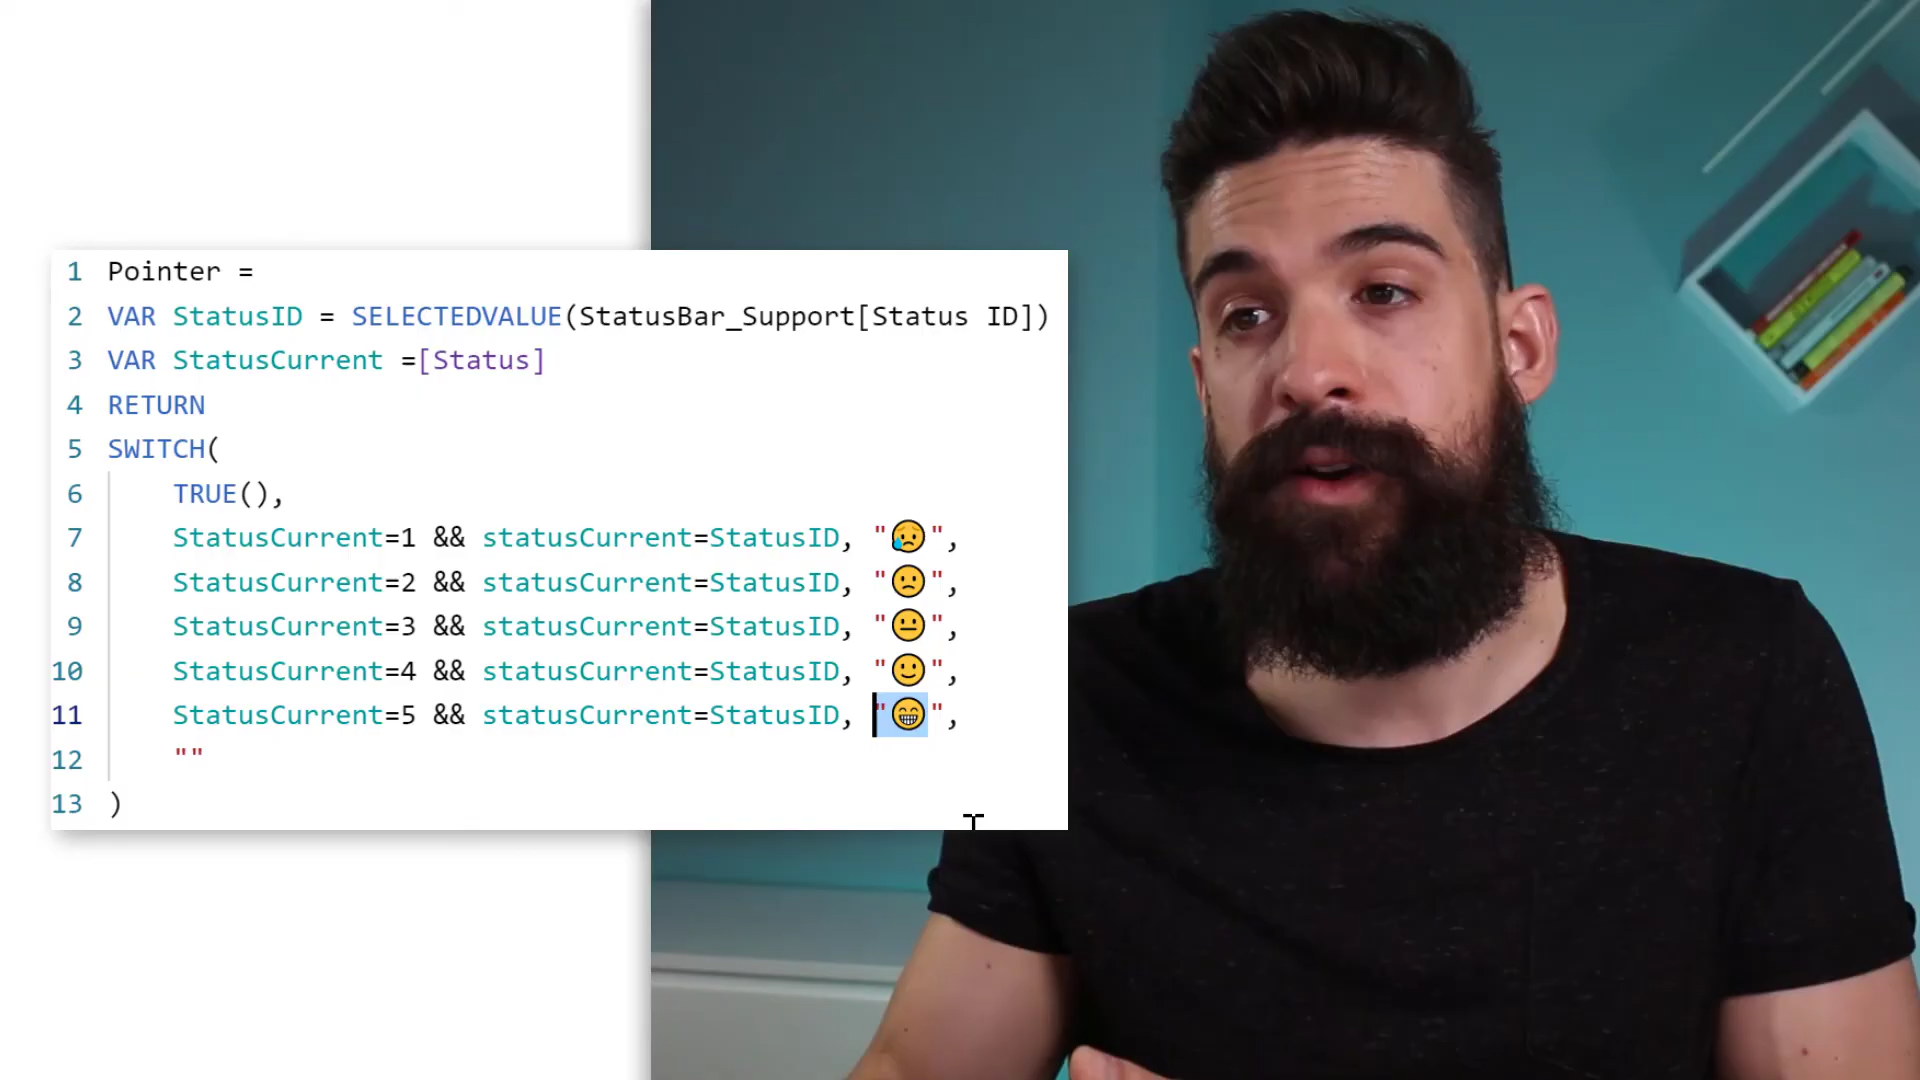 1 Pointer =
2 VAR StatusID = SELECTEDVALUE(StatusBar_Support[Status ID])
3 VAR StatusCurrent =[Status]
4 RETURN
5 SWITCH(
6 TRUE(),
7 StatusCurrent=1 && statusCurrent=StatusID, "😥",
8 StatusCurrent=2 && statusCurrent=StatusID, "🙁",
9 StatusCurrent=3 && statusCurrent=StatusID, "😐",
10 StatusCurrent=4 && statusCurrent=StatusID, "🙂",
11 StatusCurrent=5 && statusCurrent=StatusID, "😁",
12 ""
13 )